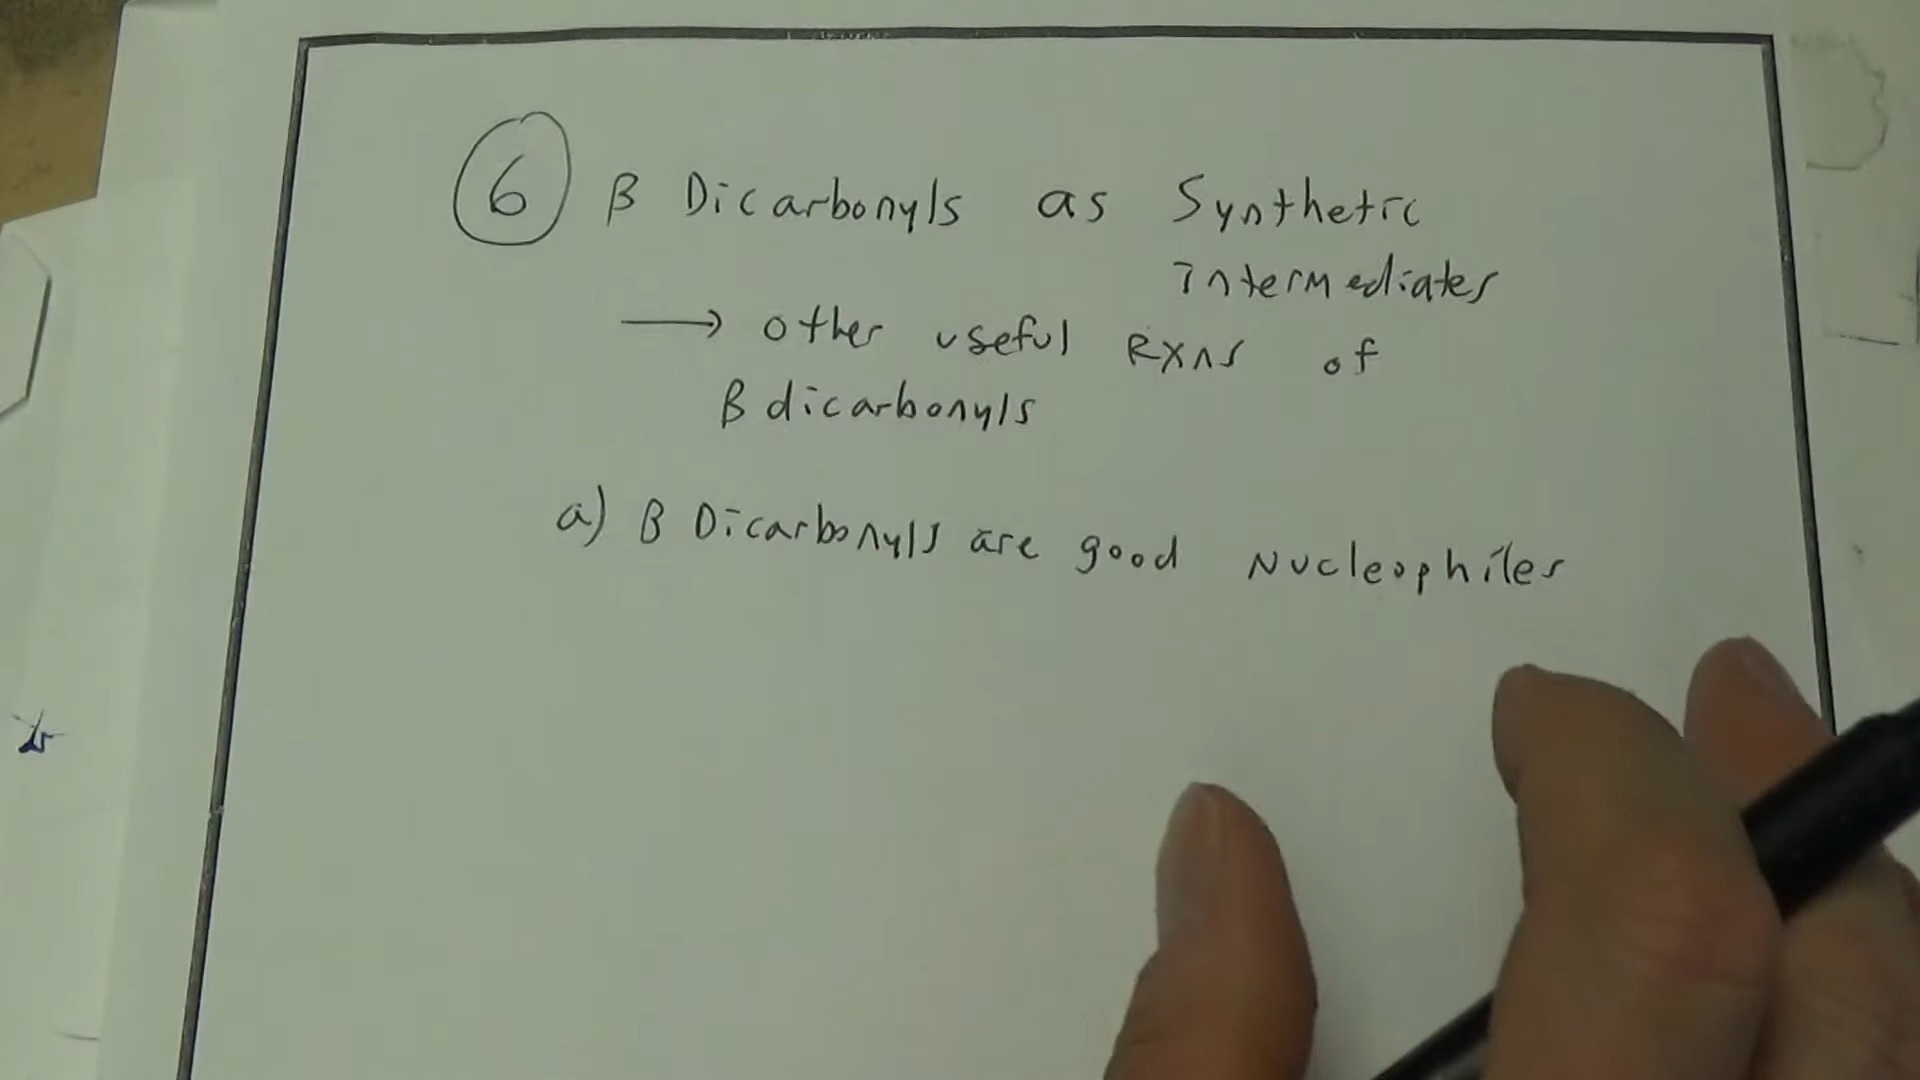 6 β Dicarbonyls as Synthetic
Intermediates
→ other useful RXNS of
β dicarbonyls
a) β Dicarbonyls are good Nucleophiles